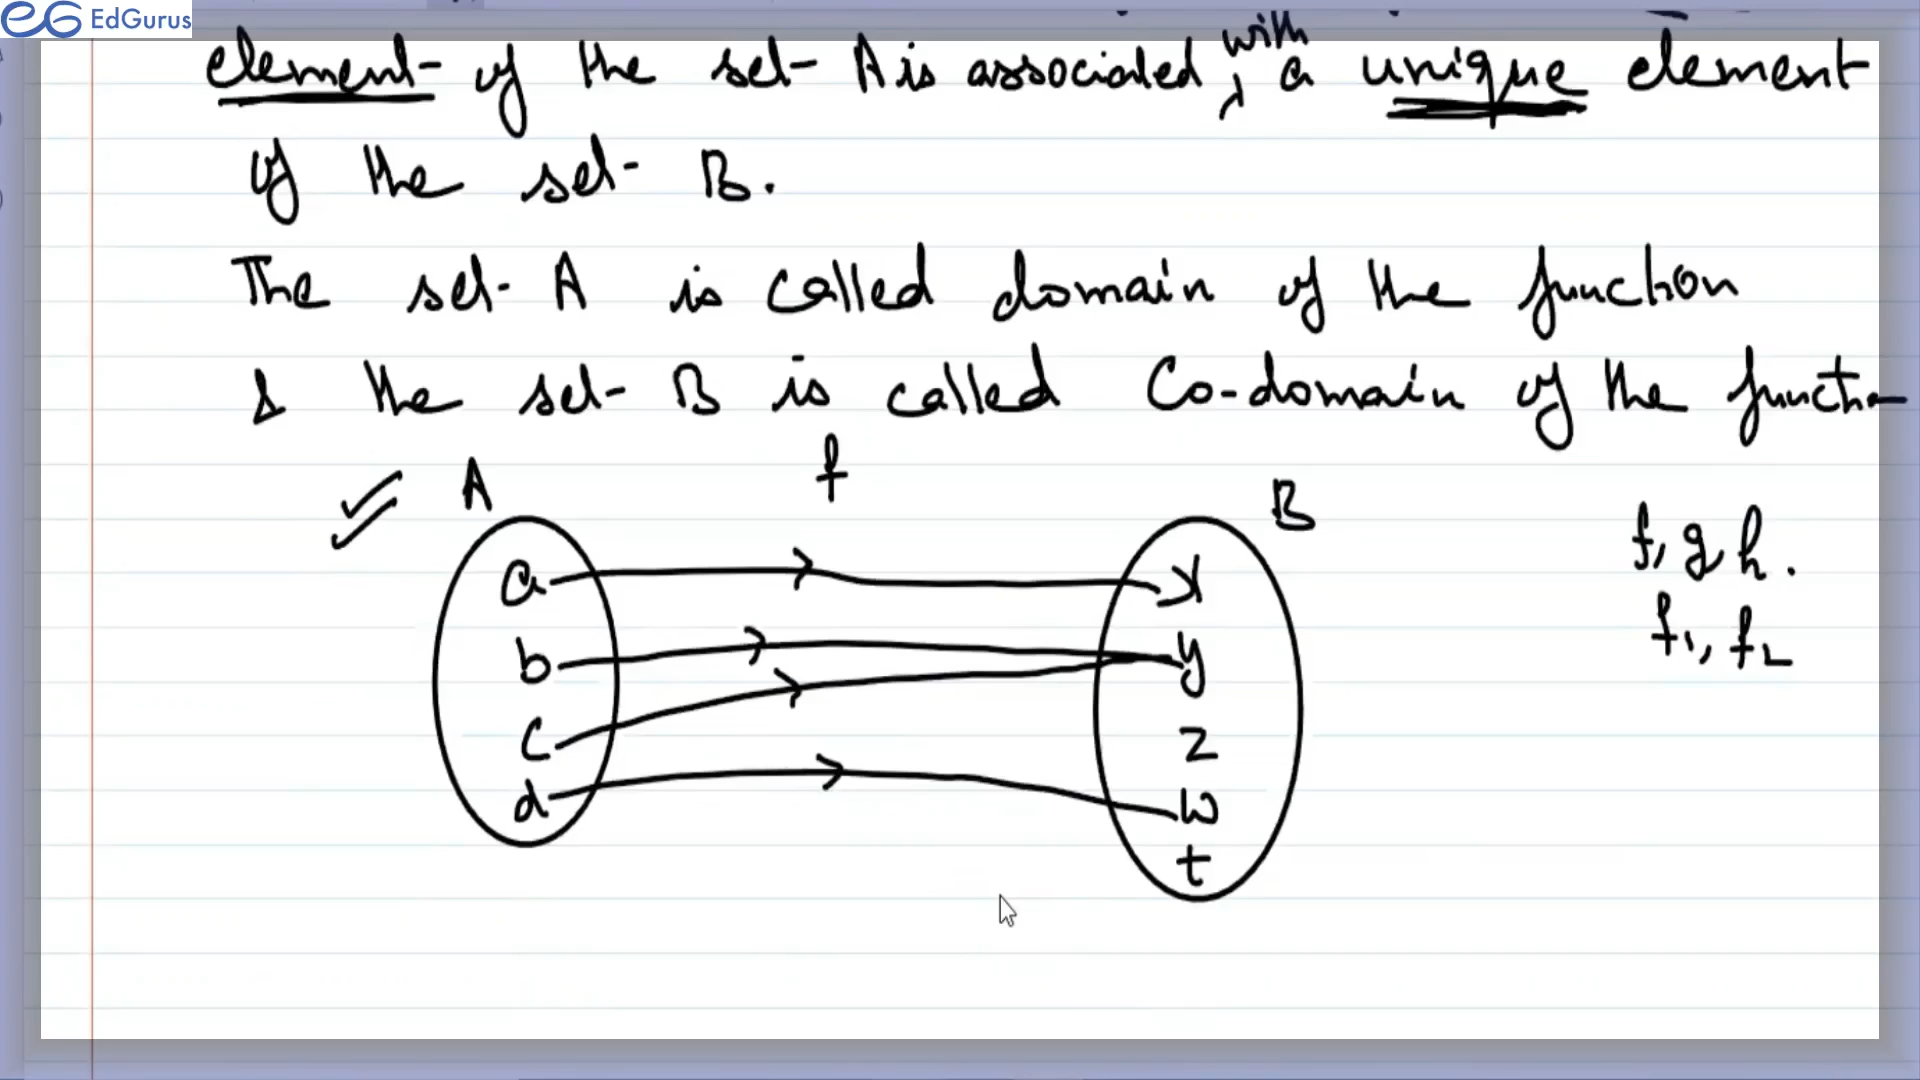 EdGurus
element of the set A is associated with a unique element
of the set B.
The set A is called domain of the function
& the set B is called Co-domain of the functn
A f B
a x
b y
c z
d w
t
f, g, h.
f1, f2